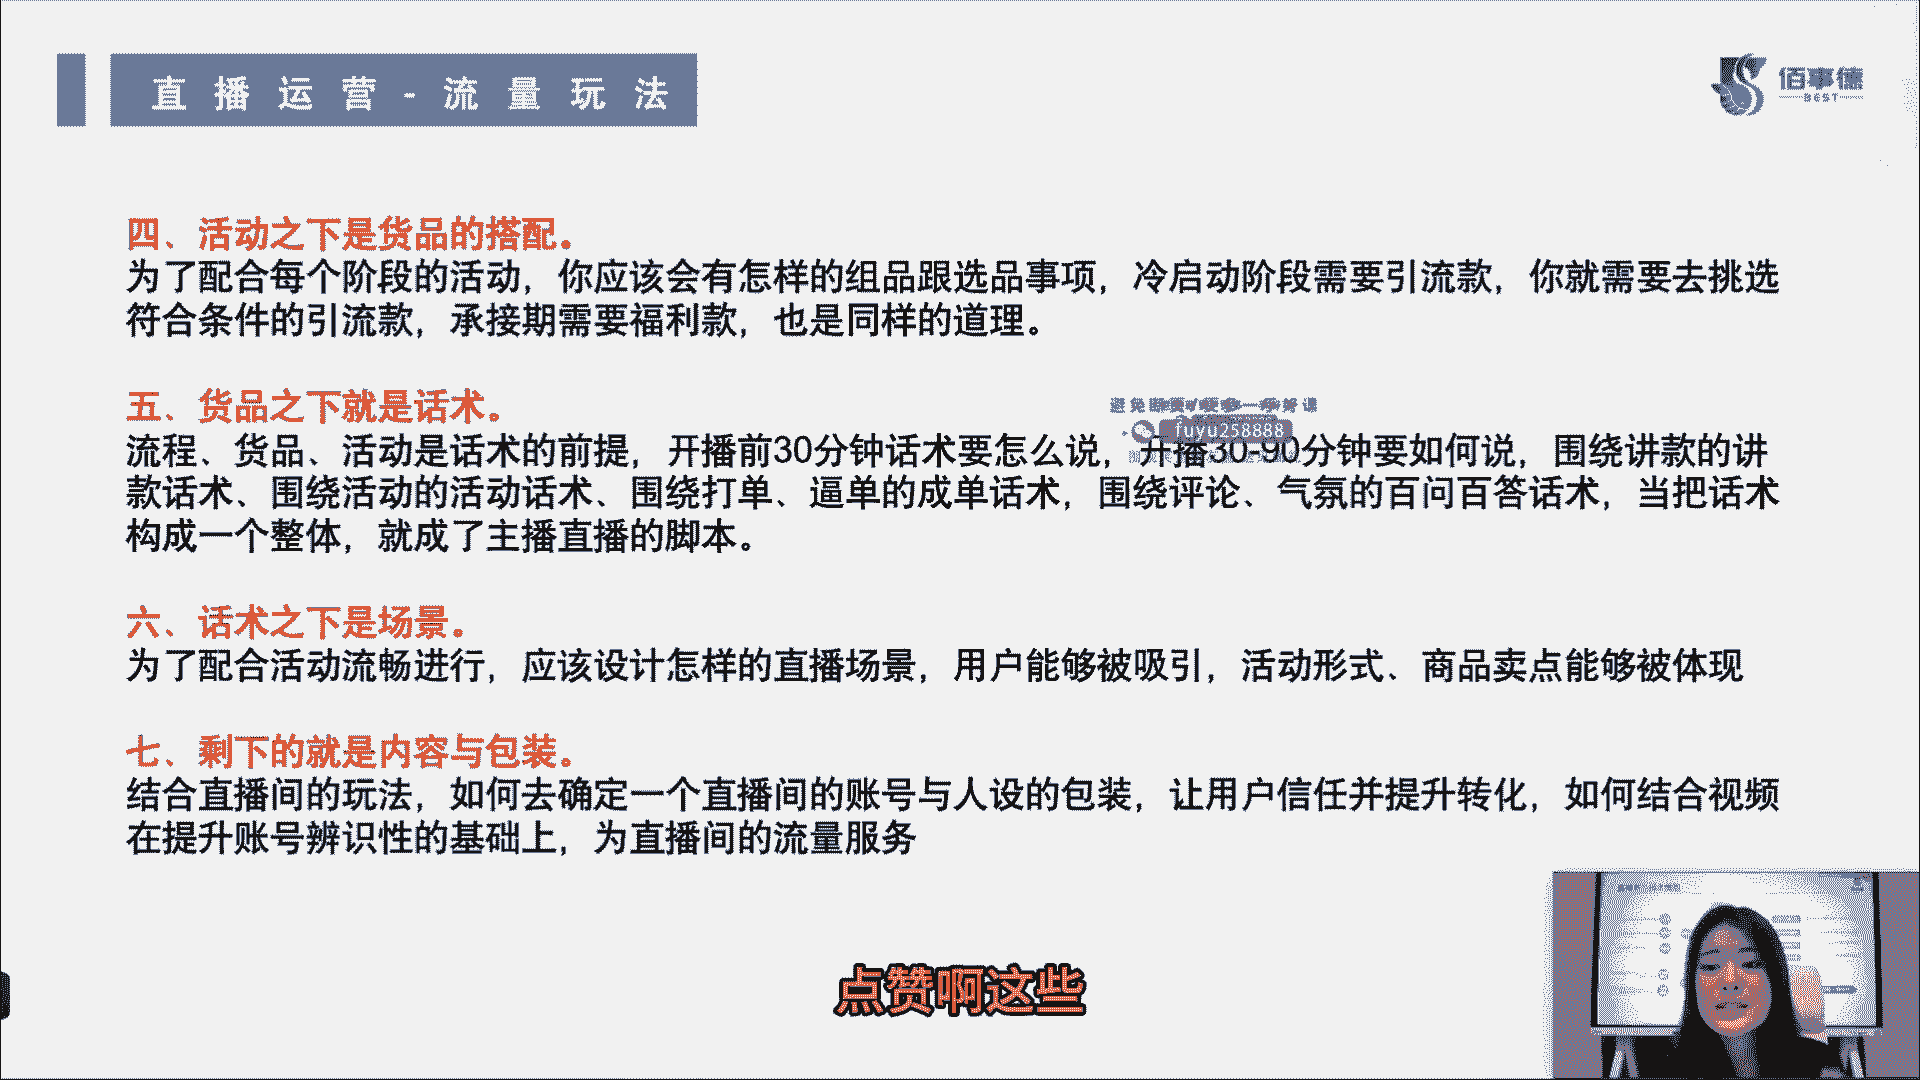 直播运营-流量玩法
佰事德
BEST
四、活动之下是货品的搭配。
为了配合每个阶段的活动，你应该会有怎样的组品跟选品事项，冷启动阶段需要引流款，你就需要去挑选
符合条件的引流款，承接期需要福利款，也是同样的道理。
五、货品之下就是话术。
fuyu258888
流程、货品、活动是话术的前提，开播前30分钟话术要怎么说，开播30-90分钟要如何说，围绕讲款的讲
款话术、围绕活动的活动话术、围绕打单、逼单的成单话术，围绕评论、气氛的百问百答话术，当把话术
构成一个整体，就成了主播直播的脚本。
六、话术之下是场景。
为了配合活动流畅进行，应该设计怎样的直播场景，用户能够被吸引，活动形式、商品卖点能够被体现
七、剩下的就是内容与包装。
结合直播间的玩法，如何去确定一个直播间的账号与人设的包装，让用户信任并提升转化，如何结合视频
在提升账号辨识性的基础上，为直播间的流量服务
点赞啊这些